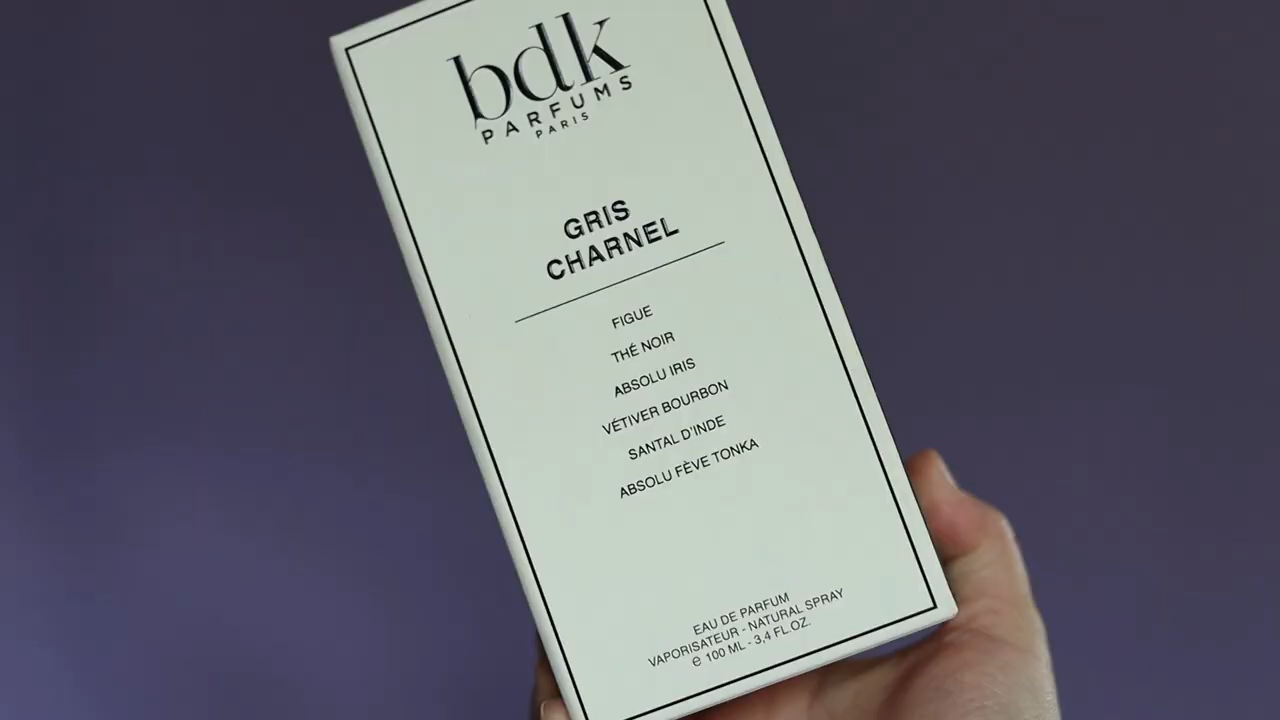 bdk
PARFUMS
PARIS
GRIS
CHARNEL
FIGUE
THÉ NOIR
ABSOLU IRIS
VÉTIVER BOURBON
SANTAL D'INDE
ABSOLU FÈVE TONKA
EAU DE PARFUM
VAPORISATEUR - NATURAL SPRAY
℮ 100 ML - 3,4 FL.OZ.